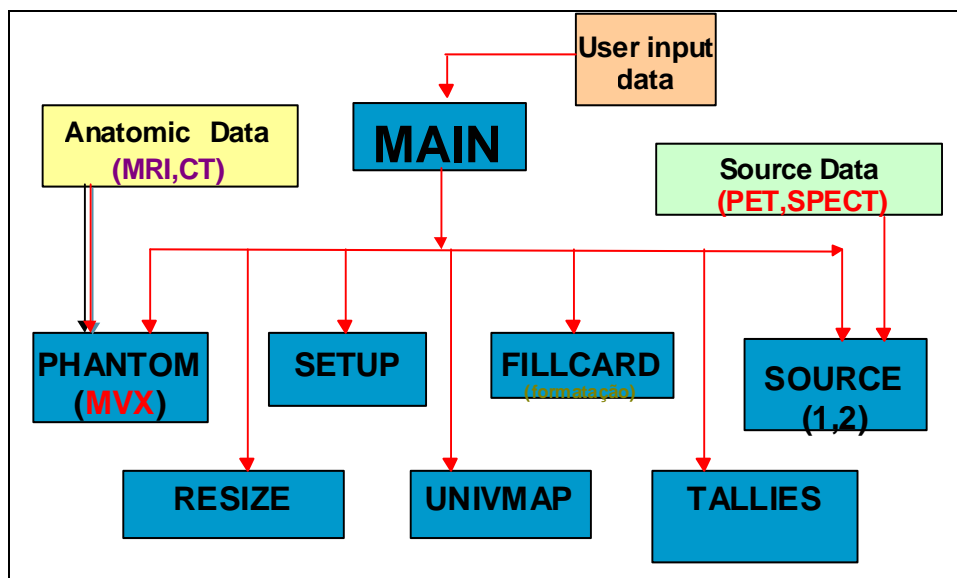 User input
data
MAIN
Anatomic Data
(MRI,CT)
Source Data
(PET,SPECT)
PHANTOM
(MVX)
SETUP
FILLCARD
(formatação)
SOURCE
(1,2)
RESIZE
UNIVMAP
TALLIES